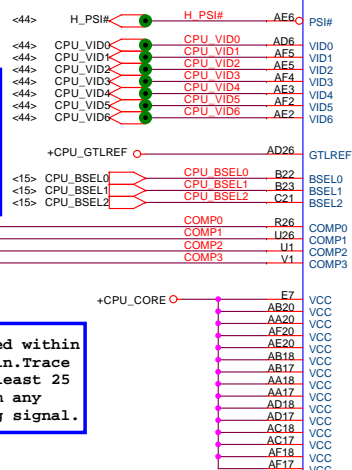 <44> H_PSI# H_PSI# AE6 PSI#
<44> CPU_VID0 CPU_VID0 AD6 VID0
<44> CPU_VID1 CPU_VID1 AF5 VID1
<44> CPU_VID2 CPU_VID2 AE5 VID2
<44> CPU_VID3 CPU_VID3 AF4 VID3
<44> CPU_VID4 CPU_VID4 AE3 VID4
<44> CPU_VID5 CPU_VID5 AF2 VID5
<44> CPU_VID6 CPU_VID6 AE2 VID6
+CPU_GTLREF AD26 GTLREF
<15> CPU_BSEL0 CPU_BSEL0 B22 BSEL0
<15> CPU_BSEL1 CPU_BSEL1 B23 BSEL1
<15> CPU_BSEL2 CPU_BSEL2 C21 BSEL2
COMP0 R26 COMP0
COMP1 U26 COMP1
COMP2 U1 COMP2
COMP3 V1 COMP3
+CPU_CORE E7 VCC
AB20 VCC
AA20 VCC
AF20 VCC
AE20 VCC
AB18 VCC
AB17 VCC
AA18 VCC
AA17 VCC
AD18 VCC
AD17 VCC
AC18 VCC
AC17 VCC
AF18 VCC
AF17 VCC
ed within
in.Trace
least 25
any
g signal.